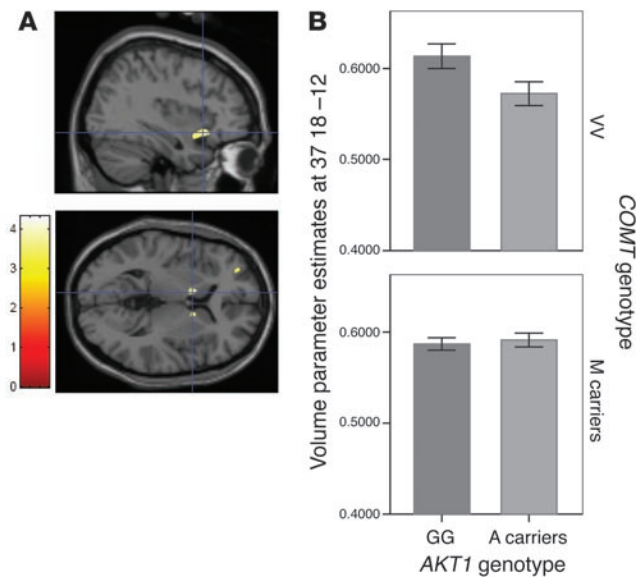 A
4
3
2
1
0
B
Volume parameter estimates at 37 18 –12
0.6000
0.5000
0.4000
VV
0.6000
0.5000
0.4000
M carriers
COMT genotype
GG A carriers
AKT1 genotype